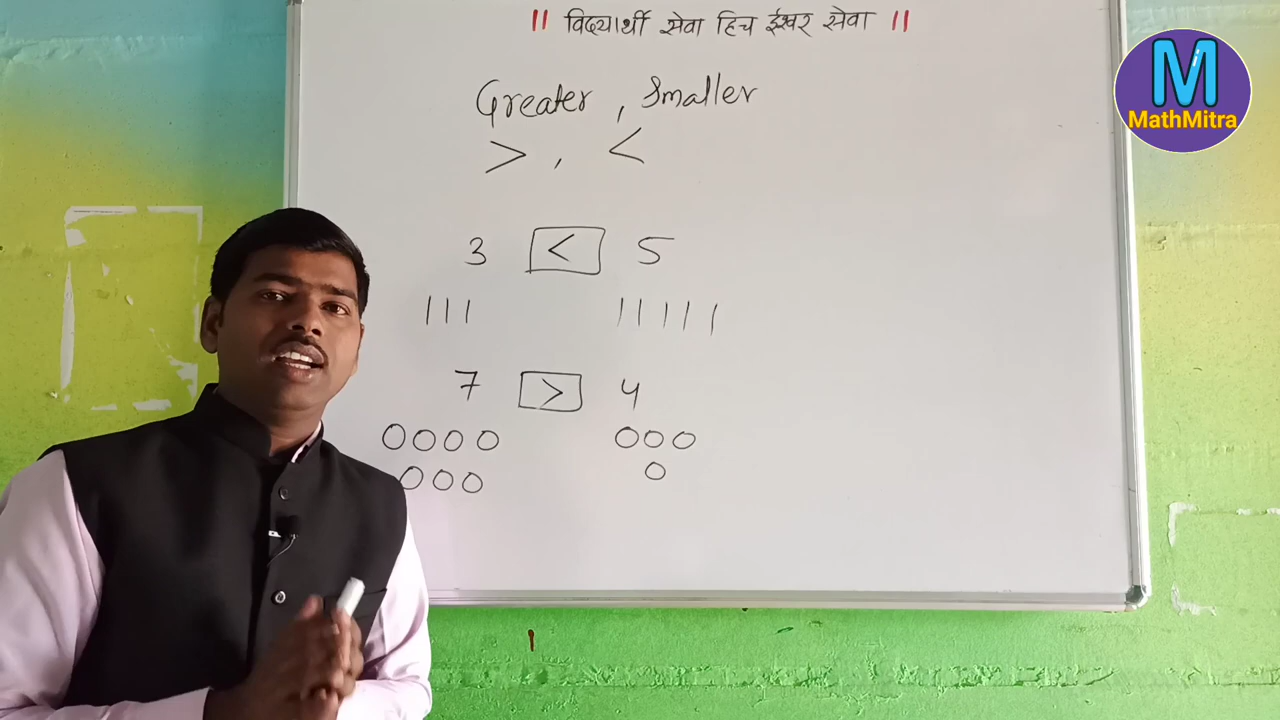 || विद्यार्थी सेवा हिच ईश्वर सेवा ||
M
MathMitra
Greater , Smaller
> , <
3 < 5
||| |||||
7 > 4